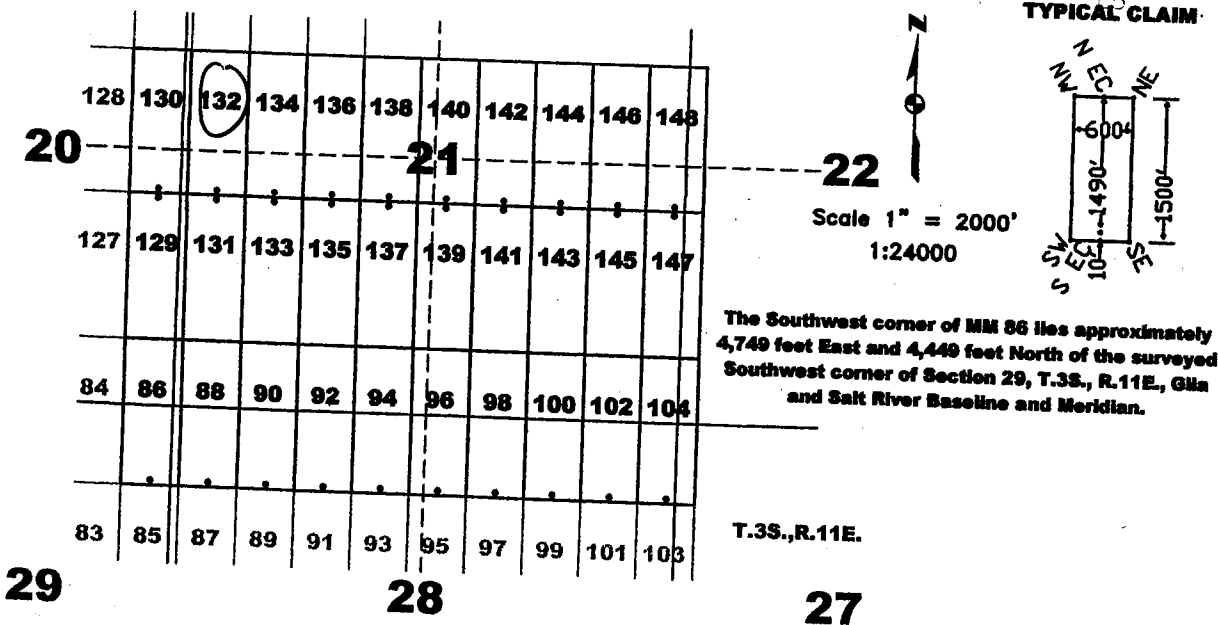 TYPICAL CLAIM
N
NW
N EC
NE
600'
1490'
1500'
10'
SW
S EC
SE
128 130 132 134 136 138 140 142 144 146 148
20 21 22
Scale 1" = 2000'
1:24000
127 129 131 133 135 137 139 141 143 145 147
The Southwest corner of MM 86 lies approximately
4,749 feet East and 4,449 feet North of the surveyed
Southwest corner of Section 29, T.3S., R.11E., Gila
and Salt River Baseline and Meridian.
84 86 88 90 92 94 96 98 100 102 104
T.3S.,R.11E.
83 85 87 89 91 93 95 97 99 101 103
29 28 27